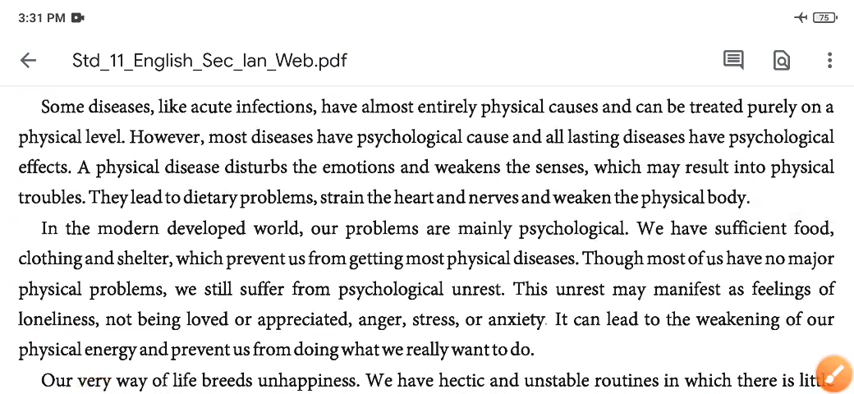 3:31 PM
75
Std_11_English_Sec_lan_Web.pdf
Some diseases, like acute infections, have almost entirely physical causes and can be treated purely on a
physical level. However, most diseases have psychological cause and all lasting diseases have psychological
effects. A physical disease disturbs the emotions and weakens the senses, which may result into physical
troubles. They lead to dietary problems, strain the heart and nerves and weaken the physical body.
In the modern developed world, our problems are mainly psychological. We have sufficient food,
clothing and shelter, which prevent us from getting most physical diseases. Though most of us have no major
physical problems, we still suffer from psychological unrest. This unrest may manifest as feelings of
loneliness, not being loved or appreciated, anger, stress, or anxiety. It can lead to the weakening of our
physical energy and prevent us from doing what we really want to do.
Our very way of life breeds unhappiness. We have hectic and unstable routines in which there is